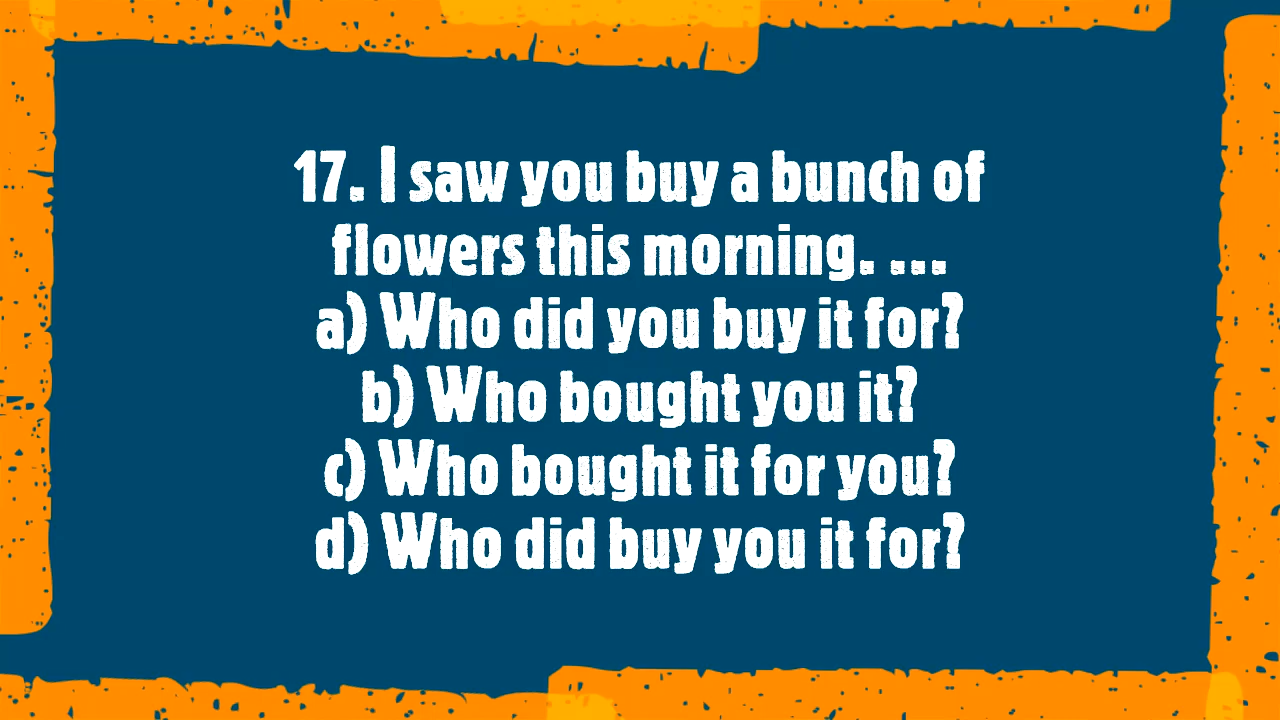 17. I saw you buy a bunch of
flowers this morning. ...
a) Who did you buy it for?
b) Who bought you it?
c) Who bought it for you?
d) Who did buy you it for?